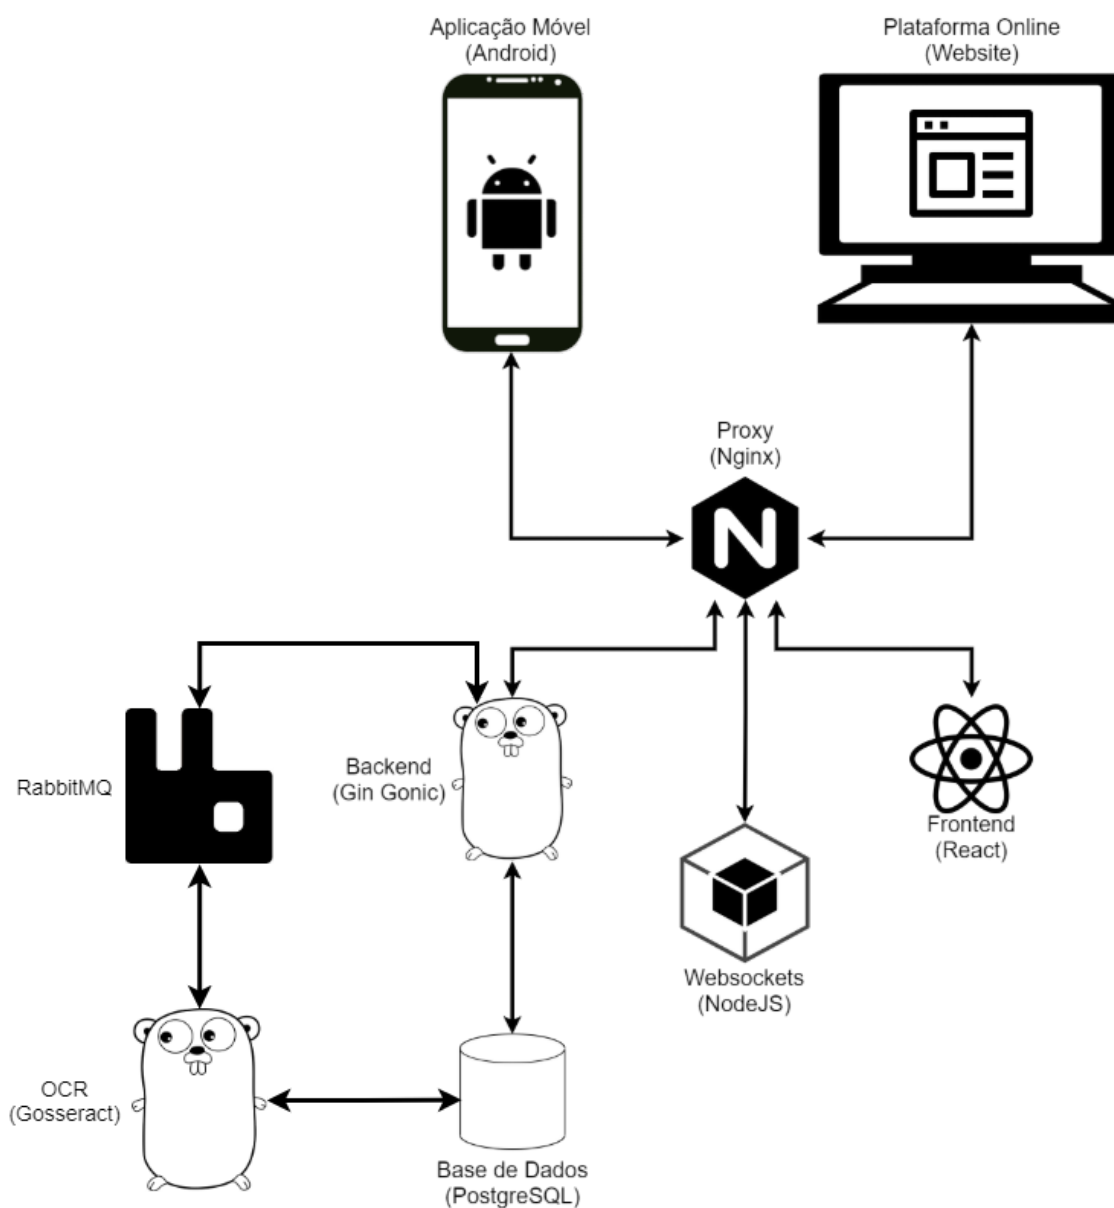 Aplicação Móvel
(Android)
Plataforma Online
(Website)
Proxy
(Nginx)
N
RabbitMQ
Backend
(Gin Gonic)
Frontend
(React)
Websockets
(NodeJS)
OCR
(Gosseract)
Base de Dados
(PostgreSQL)